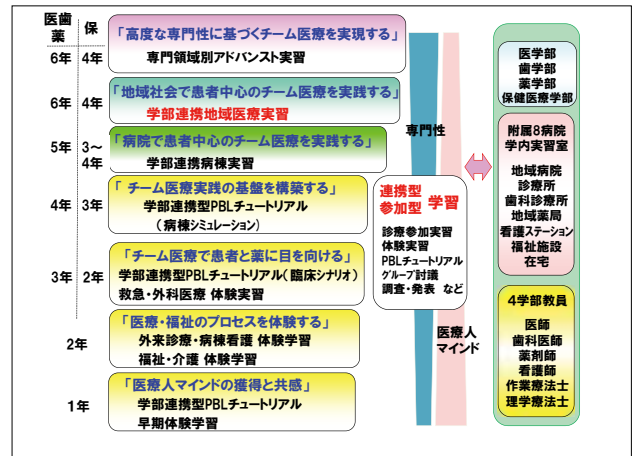 医歯薬
保
6年 4年
「高度な専門性に基づくチーム医療を実現する」
専門領域別アドバンスト実習
6年 4年
「地域社会で患者中心のチーム医療を実践する」
学部連携地域医療実習
5年 3～4年
「病院で患者中心のチーム医療を実践する」
学部連携病棟実習
4年 3年
「 チーム医療実践の基盤を構築する」
学部連携型PBLチュートリアル
（病棟シミュレーション）
3年 2年
「チーム医療で患者と薬に目を向ける」
学部連携型PBLチュートリアル（臨床シナリオ）
救急・外科医療 体験実習
2年
「医療・福祉のプロセスを体験する」
外来診療・病棟看護 体験学習
福祉・介護 体験学習
1年
「医療人マインドの獲得と共感」
学部連携型PBLチュートリアル
早期体験学習
専門性
連携型
参加型
学習
診療参加実習
体験実習
PBLチュートリアル
グループ討議
調査・発表 など
医療人
マインド
医学部
歯学部
薬学部
保健医療学部
附属8病院
学内実習室
地域病院
診療所
歯科診療所
地域薬局
看護ステーション
福祉施設
在宅
4学部教員
医師
歯科医師
薬剤師
看護師
作業療法士
理学療法士